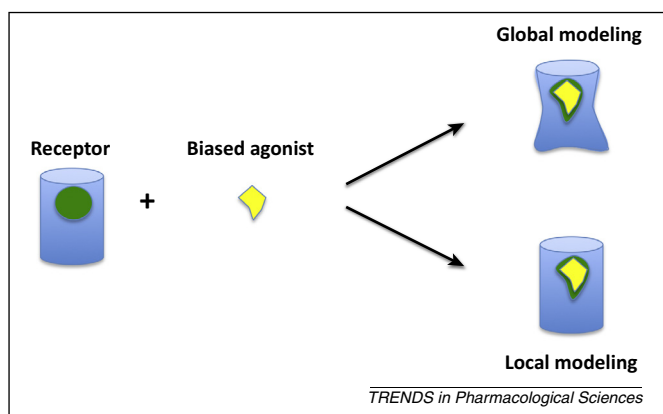 Global modeling
Receptor
Biased agonist
+
Local modeling
TRENDS in Pharmacological Sciences